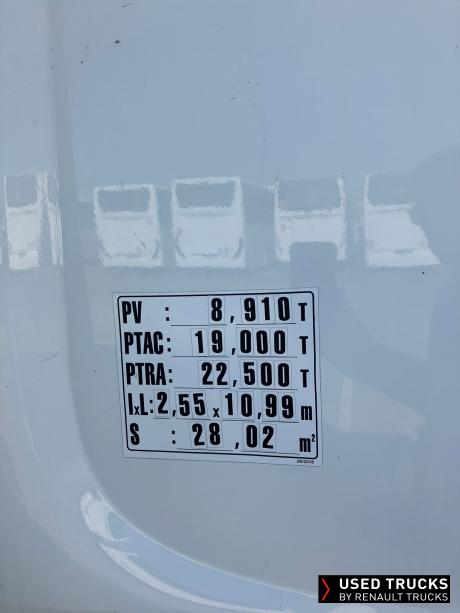 PV : 8,910 T
PTAC: 19,000 T
PTRA: 22,500 T
IxL: 2,55 x 10,99 m
S : 28,02 m²
USED TRUCKS
BY RENAULT TRUCKS